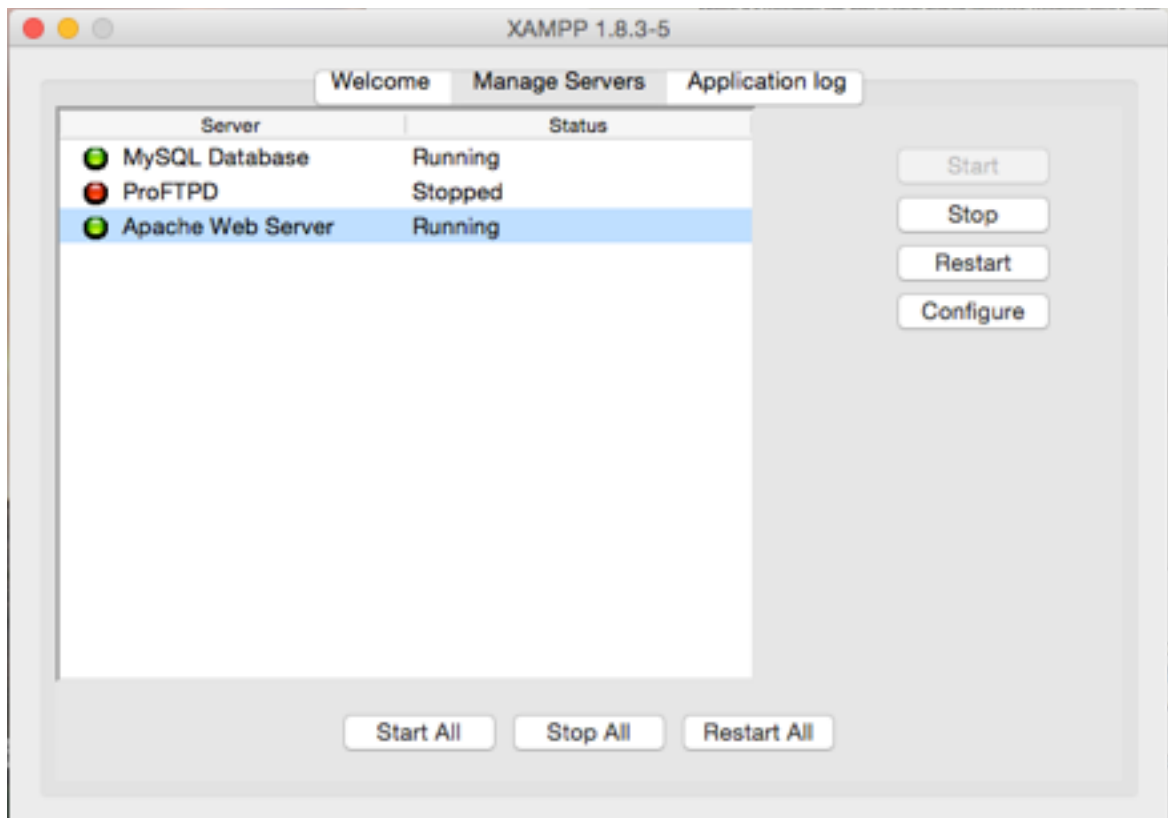 XAMPP 1.8.3-5
Welcome Manage Servers Application log
Server Status
MySQL Database Running
ProFTPD Stopped
Apache Web Server Running
Start
Stop
Restart
Configure
Start All Stop All Restart All